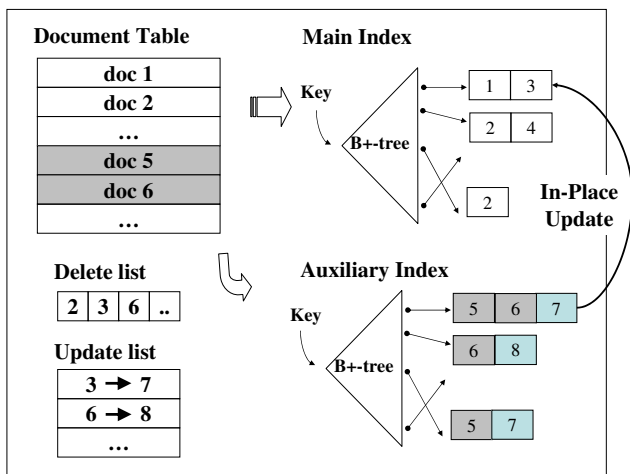 Document Table
doc 1
doc 2
...
doc 5
doc 6
...
Delete list
2 3 6 ..
Update list
3 → 7
6 → 8
...
Main Index
Key
B+-tree
1 3
2 4
2
In-Place
Update
Auxiliary Index
Key
B+-tree
5 6 7
6 8
5 7